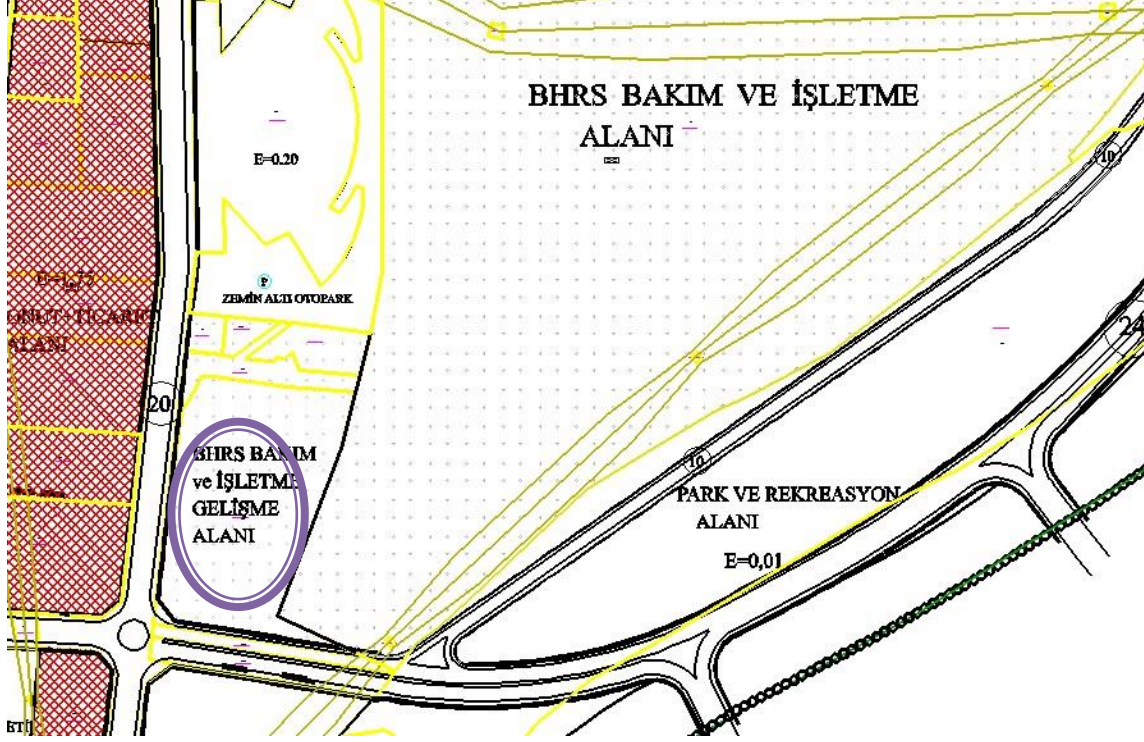 BHRS BAKIM VE İŞLETME
ALANI
10
E=0.20
P
ZEMİN ALTI OTOPARK
24
ALANI
20
BHRS BAKIM
ve İŞLETME
GELİŞME
ALANI
10
PARK VE REKREASYON
ALANI
E=0,01